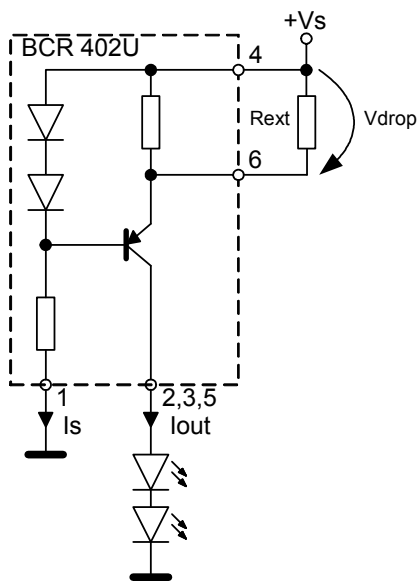 +Vs
BCR 402U
4
Rext
Vdrop
6
1
2,3,5
Is
Iout